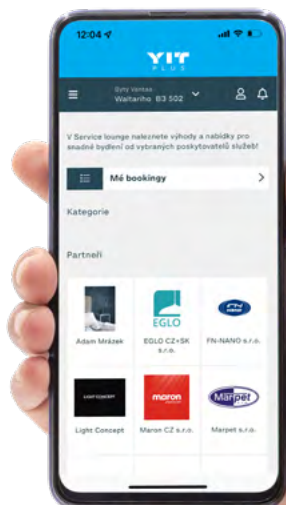 12:04
YIT
PLUS
Waltariho B3 502
V Service lounge naleznete výhody a nabídky pro
snadné bydlení od vybraných poskytovatelů služeb!
Mé bookingy
Kategorie
Partneři
EGLO
FN NANO
Adam Mrázek
EGLO CZ+SK
s.r.o.
FN-NANO s.r.o.
LIGHT CONCEPT
maron
Marpet
Light Concept
Maron CZ s.r.o.
Marpet s.r.o.